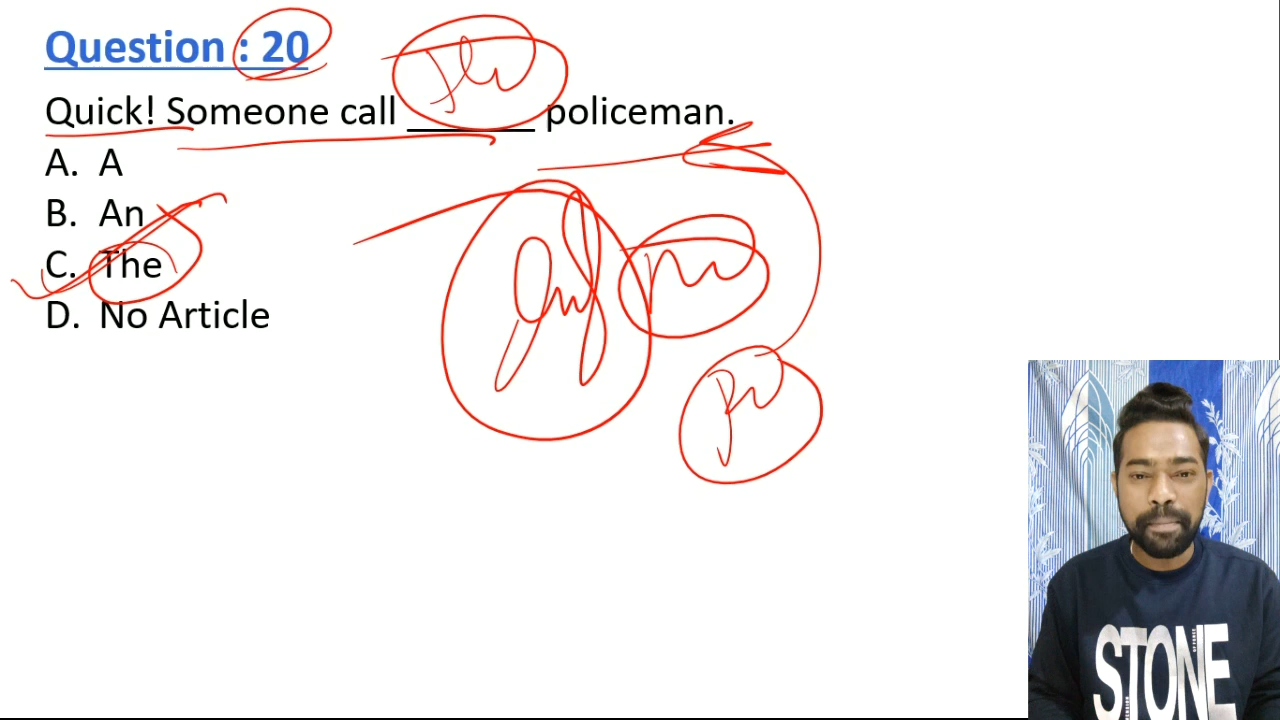 Question : 20
Quick! Someone call _______ policeman.
A. A
B. An
C. The
D. No Article
STONE